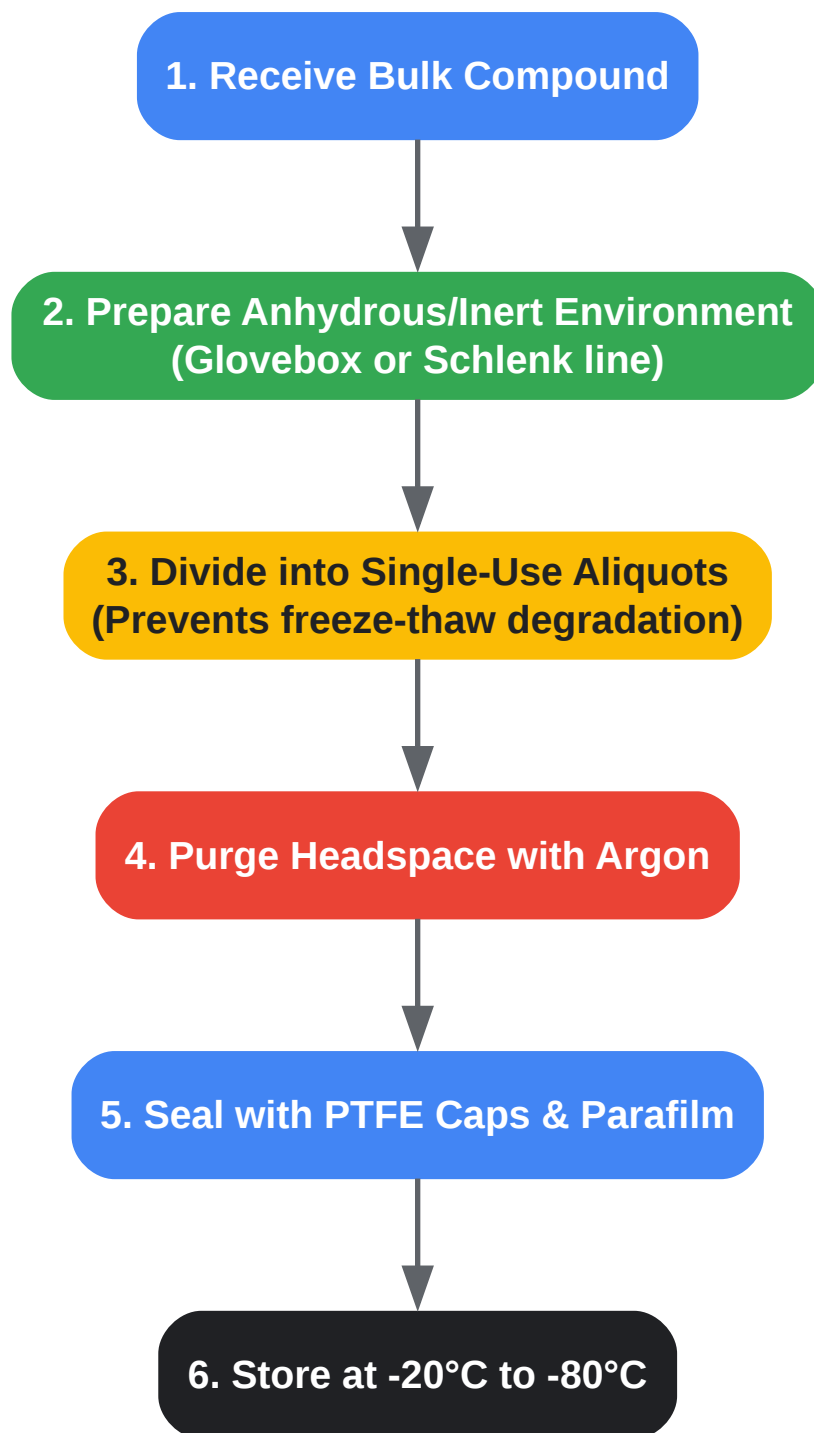 1. Receive Bulk Compound
2. Prepare Anhydrous/Inert Environment
(Glovebox or Schlenk line)
3. Divide into Single-Use Aliquots
(Prevents freeze-thaw degradation)
4. Purge Headspace with Argon
5. Seal with PTFE Caps & Parafilm
6. Store at -20°C to -80°C